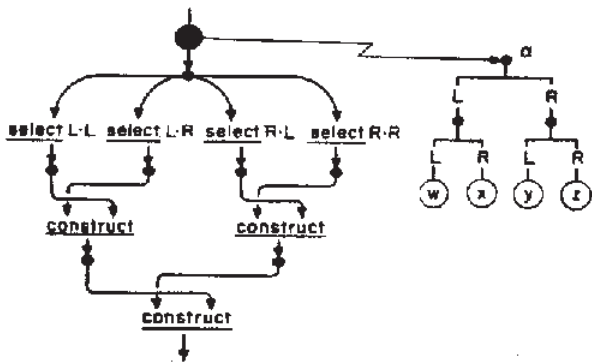 α
L R
select L·L select L·R select R·L select R·R
L R L R
w x y z
construct construct
construct